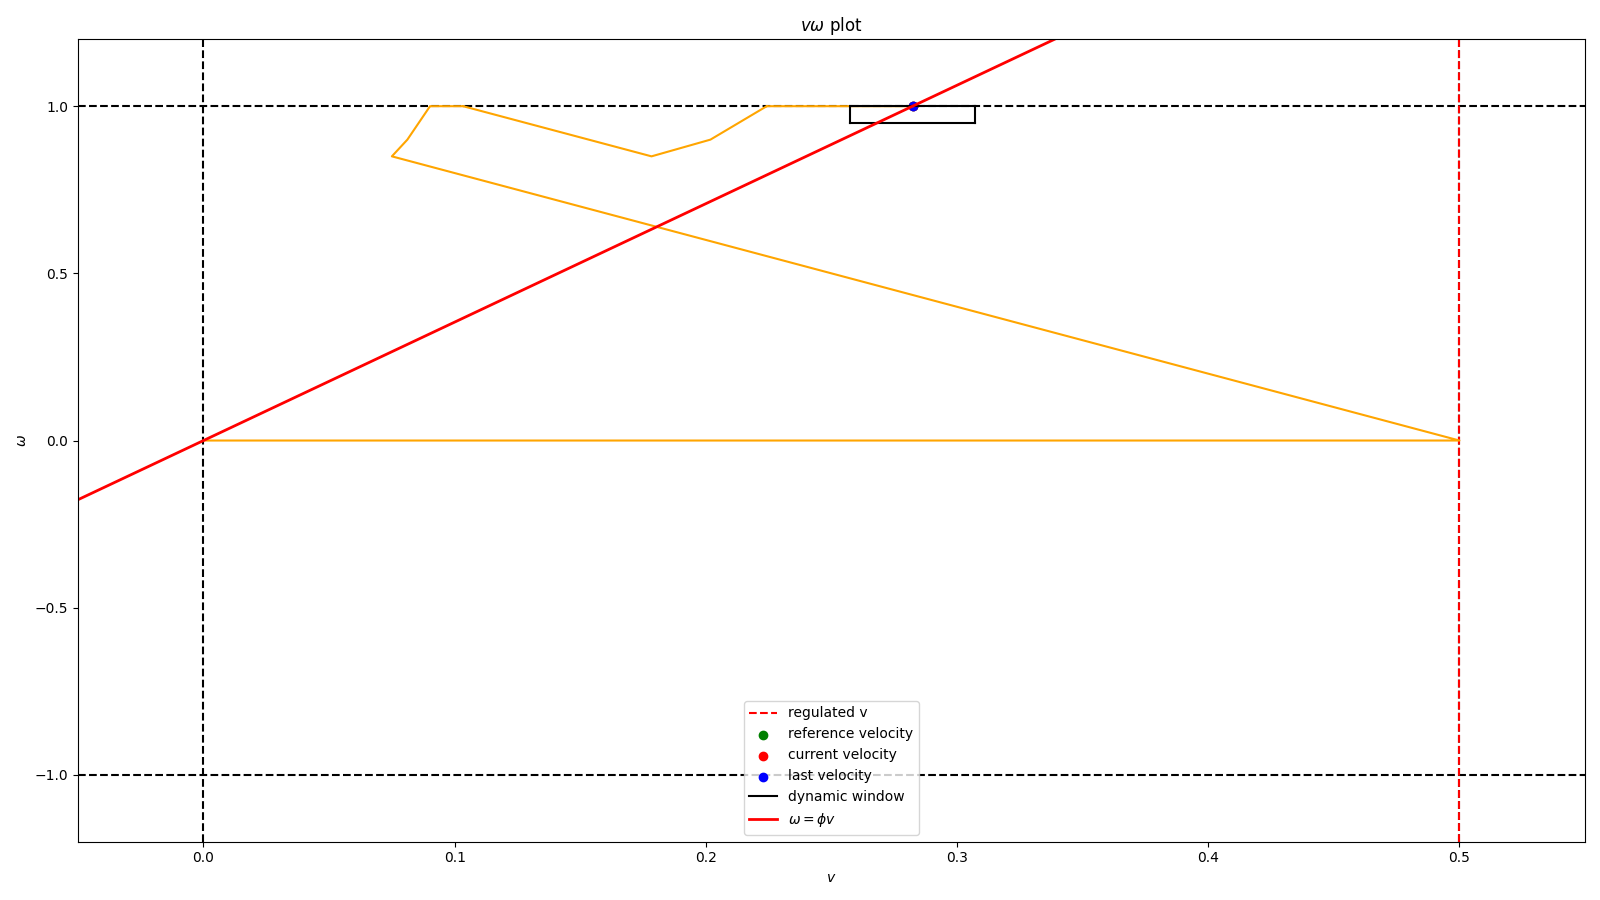 vω plot
ω
1.0
0.5
0.0
−0.5
−1.0
regulated v
reference velocity
current velocity
last velocity
dynamic window
ω = ϕv
0.0 0.1 0.2 0.3 0.4 0.5
v